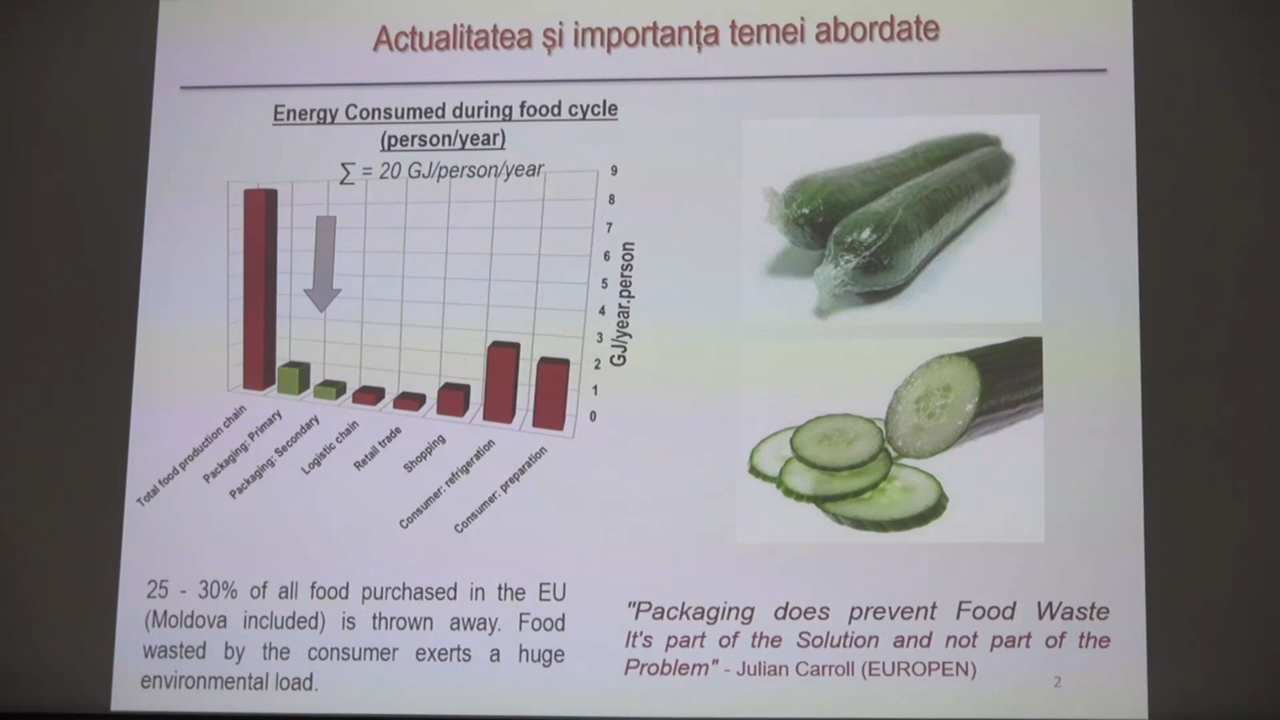 Actualitatea și importanța temei abordate
Energy Consumed during food cycle
(person/year)
∑ = 20 GJ/person/year
9
8
7
6
5
4
3
2
1
0
GJ/year.person
Total food production chain
Packaging: Primary
Packaging: Secondary
Logistic chain
Retail trade
Shopping
Consumer: refrigeration
Consumer: preparation
25 - 30% of all food purchased in the EU
(Moldova included) is thrown away. Food
wasted by the consumer exerts a huge
environmental load.
"Packaging does prevent Food Waste
It's part of the Solution and not part of the
Problem" - Julian Carroll (EUROPEN)
2